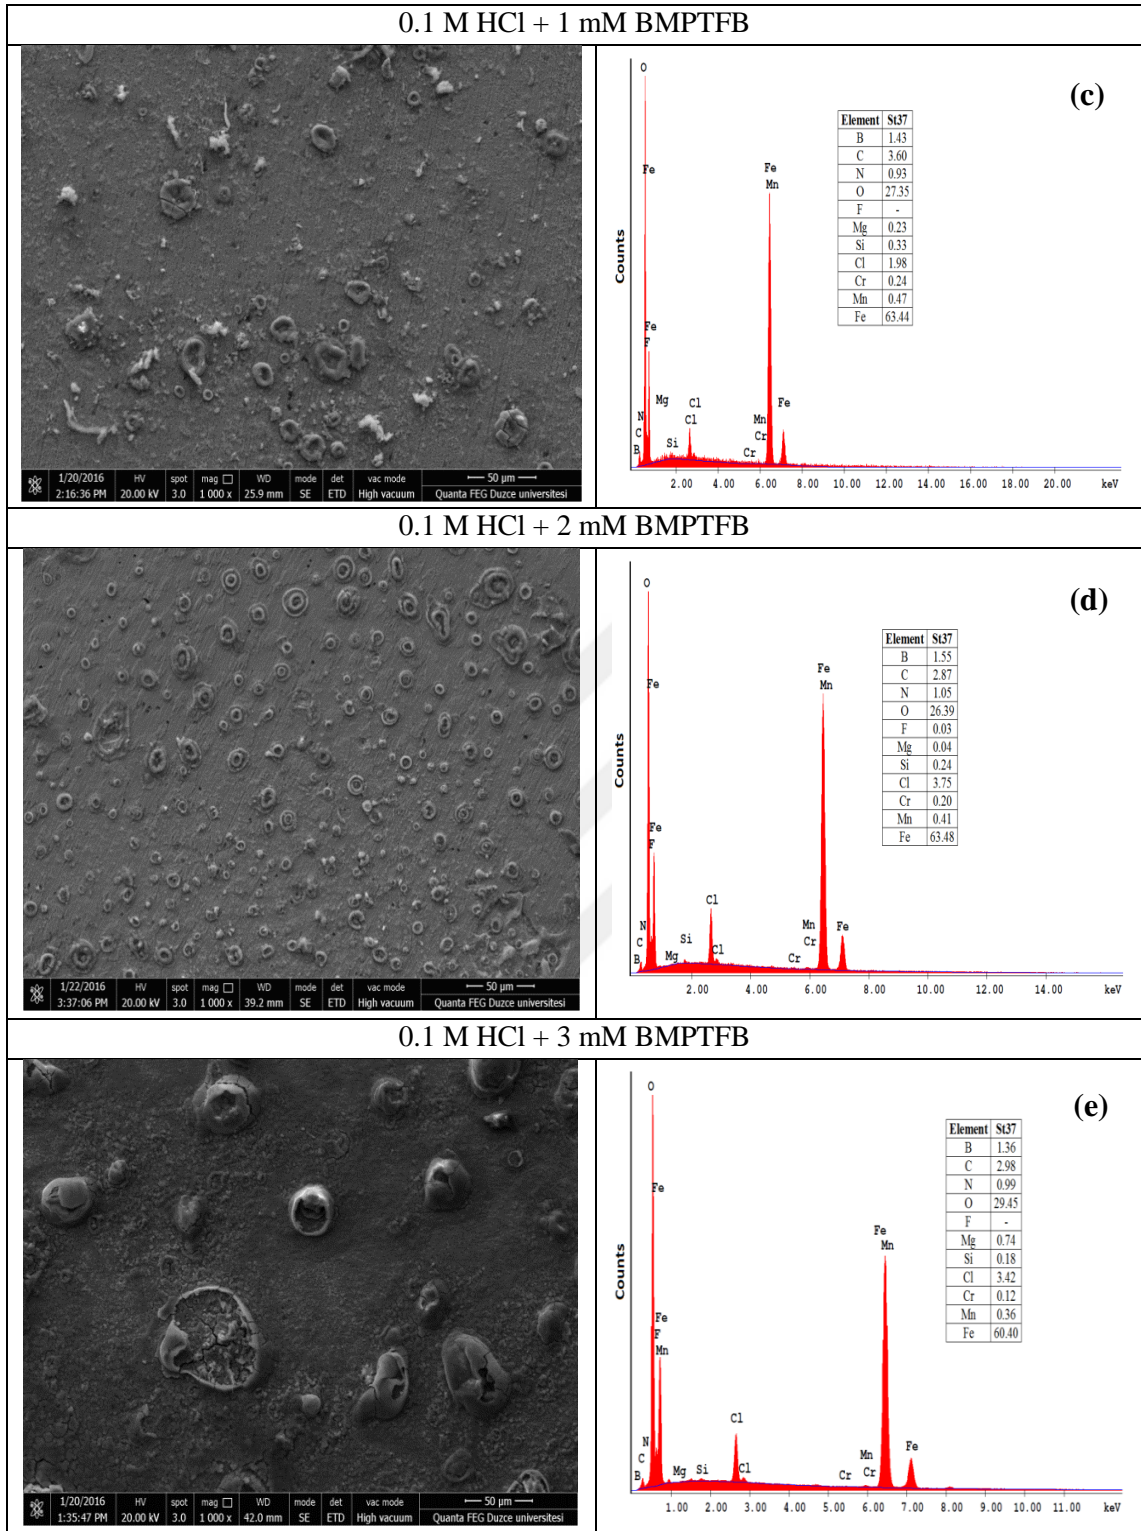 0.1 M HCl + 1 mM BMPTFB
1/20/2016 HV spot mag WD mode det vac mode 50 µm
2:16:36 PM 20.00 kV 3.0 1 000 x 25.9 mm SE ETD High vacuum Quanta FEG Duzce universitesi
(c)
O
Fe
Fe
F
Mg
N
C
B
Si
Cl
Cl
Fe
Mn
Mn
Cr
Cr
Fe
Counts
Element St37
B 1.43
C 3.60
N 0.93
O 27.35
F -
Mg 0.23
Si 0.33
Cl 1.98
Cr 0.24
Mn 0.47
Fe 63.44
2.00 4.00 6.00 8.00 10.00 12.00 14.00 16.00 18.00 20.00 keV
0.1 M HCl + 2 mM BMPTFB
1/22/2016 HV spot mag WD mode det vac mode 50 µm
3:37:06 PM 20.00 kV 3.0 1 000 x 39.2 mm SE ETD High vacuum Quanta FEG Duzce universitesi
(d)
O
Fe
Fe
F
N
C
B
Mg
Si
Cl
Cl
Fe
Mn
Mn
Cr
Cr
Fe
Counts
Element St37
B 1.55
C 2.87
N 1.05
O 26.39
F 0.03
Mg 0.04
Si 0.24
Cl 3.75
Cr 0.20
Mn 0.41
Fe 63.48
2.00 4.00 6.00 8.00 10.00 12.00 14.00 keV
0.1 M HCl + 3 mM BMPTFB
1/20/2016 HV spot mag WD mode det vac mode 50 µm
1:35:47 PM 20.00 kV 3.0 1 000 x 42.0 mm SE ETD High vacuum Quanta FEG Duzce universitesi
(e)
O
Fe
Fe
F
Mn
N
C
B
Mg
Si
Cl
Cl
Fe
Mn
Mn
Cr
Cr
Fe
Counts
Element St37
B 1.36
C 2.98
N 0.99
O 29.45
F -
Mg 0.74
Si 0.18
Cl 3.42
Cr 0.12
Mn 0.36
Fe 60.40
1.00 2.00 3.00 4.00 5.00 6.00 7.00 8.00 9.00 10.00 11.00 keV